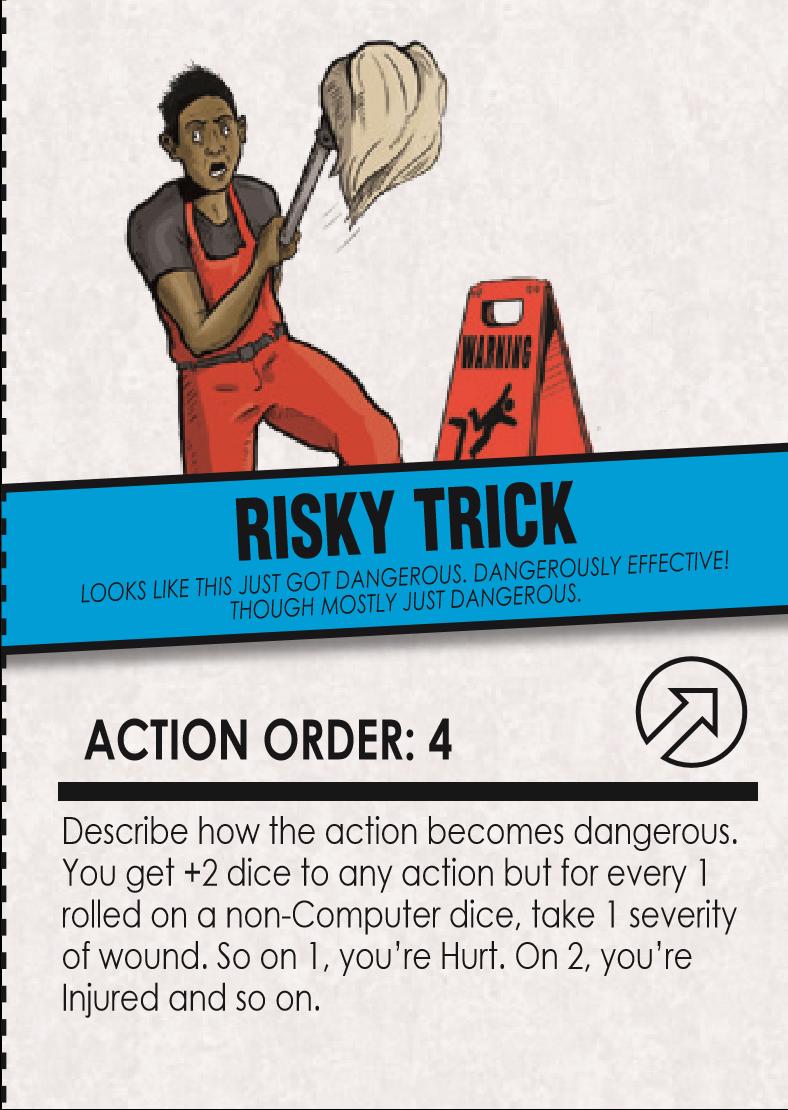 WARNING
RISKY TRICK
LOOKS LIKE THIS JUST GOT DANGEROUS. DANGEROUSLY EFFECTIVE!
THOUGH MOSTLY JUST DANGEROUS.
ACTION ORDER: 4
Describe how the action becomes dangerous.
You get +2 dice to any action but for every 1
rolled on a non-Computer dice, take 1 severity
of wound. So on 1, you’re Hurt. On 2, you’re
Injured and so on.